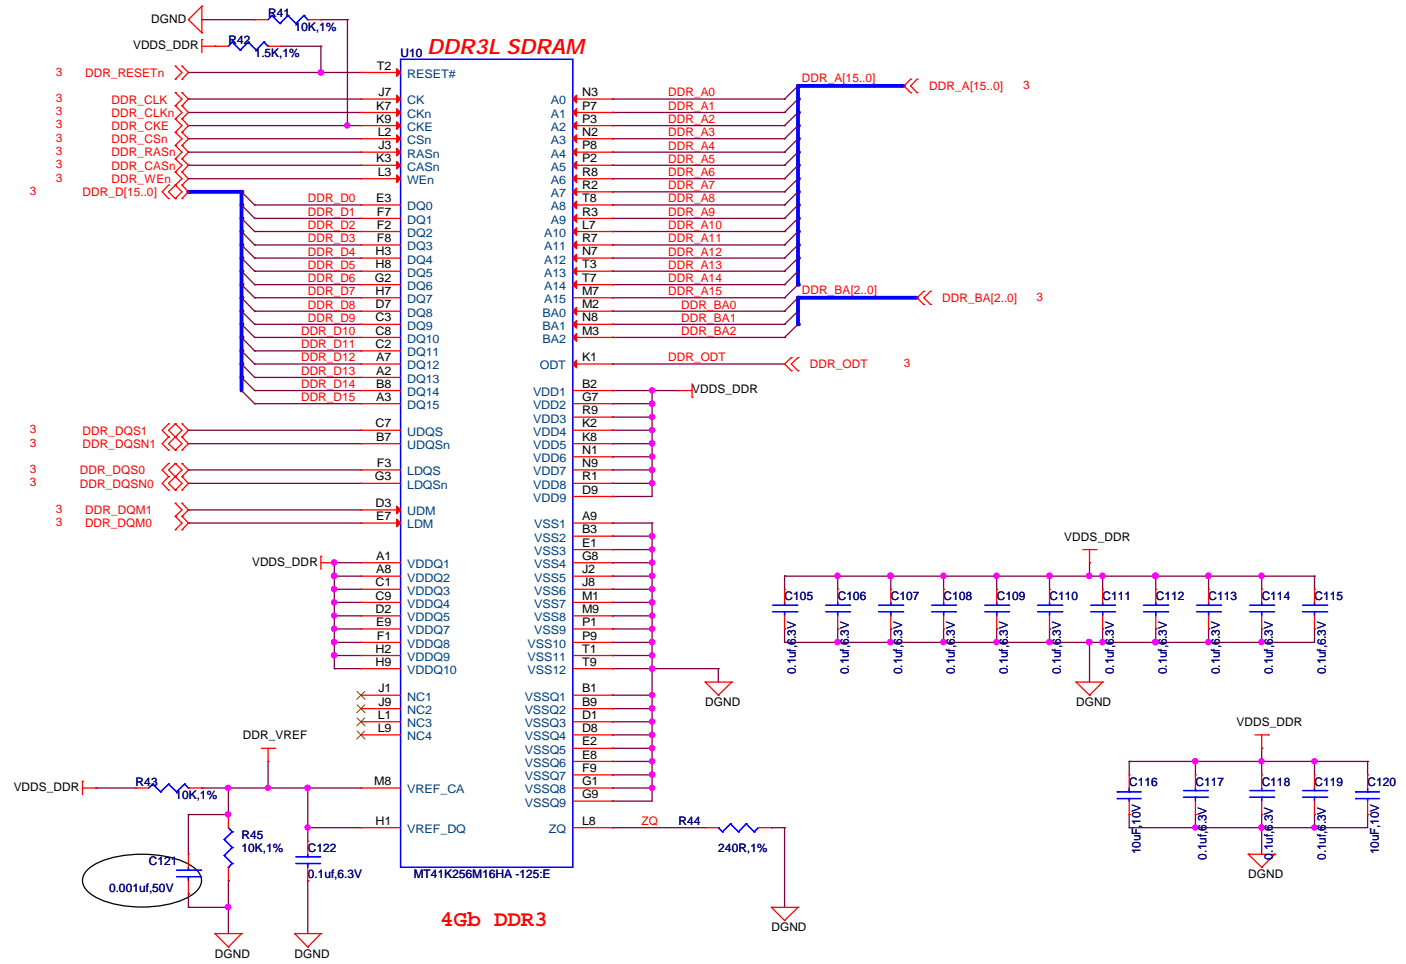 DGND
R41
10K,1%
VDDS_DDR
R42
1.5K,1%
U10
DDR3L SDRAM
3 DDR_RESETn T2 RESET#
3 DDR_CLK J7 CK
3 DDR_CLKn K7 CKn
3 DDR_CKE K9 CKE
3 DDR_CSn L2 CSn
3 DDR_RASn J3 RASn
3 DDR_CASn K3 CASn
3 DDR_WEn L3 WEn
3 DDR_D[15..0]
DDR_D0 E3 DQ0
DDR_D1 F7 DQ1
DDR_D2 F2 DQ2
DDR_D3 F8 DQ3
DDR_D4 H3 DQ4
DDR_D5 H8 DQ5
DDR_D6 G2 DQ6
DDR_D7 H7 DQ7
DDR_D8 D7 DQ8
DDR_D9 C3 DQ9
DDR_D10 C8 DQ10
DDR_D11 C2 DQ11
DDR_D12 A7 DQ12
DDR_D13 A2 DQ13
DDR_D14 B8 DQ14
DDR_D15 A3 DQ15
3 DDR_DQS1 C7 UDQS
3 DDR_DQSN1 B7 UDQSn
3 DDR_DQS0 F3 LDQS
3 DDR_DQSN0 G3 LDQSn
3 DDR_DQM1 D3 UDM
3 DDR_DQM0 E7 LDM
VDDS_DDR A1 VDDQ1
A8 VDDQ2
C1 VDDQ3
C9 VDDQ4
D2 VDDQ5
E9 VDDQ7
F1 VDDQ8
H2 VDDQ9
H9 VDDQ10
J1 NC1
J9 NC2
L1 NC3
L9 NC4
DDR_VREF
VDDS_DDR R43 10K,1% M8 VREF_CA
H1 VREF_DQ
R45
10K,1%
C121
0.001uf,50V
C122
0.1uf,6.3V
DGND
DGND
DDR_A[15..0] DDR_A[15..0] 3
A0 N3 DDR_A0
A1 P7 DDR_A1
A2 P3 DDR_A2
A3 N2 DDR_A3
A4 P8 DDR_A4
A5 P2 DDR_A5
A6 R8 DDR_A6
A7 R2 DDR_A7
A8 T8 DDR_A8
A9 R3 DDR_A9
A10 L7 DDR_A10
A11 R7 DDR_A11
A12 N7 DDR_A12
A13 T3 DDR_A13
A14 T7 DDR_A14
A15 M7 DDR_A15
DDR_BA[2..0] DDR_BA[2..0] 3
BA0 M2 DDR_BA0
BA1 N8 DDR_BA1
BA2 M3 DDR_BA2
ODT K1 DDR_ODT DDR_ODT 3
VDD1 B2 VDDS_DDR
VDD2 G7
VDD3 R9
VDD4 K2
VDD5 K8
VDD6 N1
VDD7 N9
VDD8 R1
VDD9 D9
VSS1 A9
VSS2 B3
VSS3 E1
VSS4 G8
VSS5 J2
VSS6 J8
VSS7 M1
VSS8 M9
VSS9 P1
VSS10 P9
VSS11 T1
VSS12 T9
DGND
VSSQ1 B1
VSSQ2 B9
VSSQ3 D1
VSSQ4 D8
VSSQ5 E2
VSSQ6 E8
VSSQ7 F9
VSSQ8 G1
VSSQ9 G9
ZQ L8 ZQ R44
240R,1%
DGND
MT41K256M16HA -125:E
4Gb DDR3
VDDS_DDR
C105 C106 C107 C108 C109 C110 C111 C112 C113 C114 C115
0.1uf,6.3V 0.1uf,6.3V 0.1uf,6.3V 0.1uf,6.3V 0.1uf,6.3V 0.1uf,6.3V 0.1uf,6.3V 0.1uf,6.3V 0.1uf,6.3V 0.1uf,6.3V 0.1uf,6.3V
DGND
VDDS_DDR
C116 C117 C118 C119 C120
10uF,10V 0.1uf,6.3V 0.1uf,6.3V 0.1uf,6.3V 10uF,10V
DGND